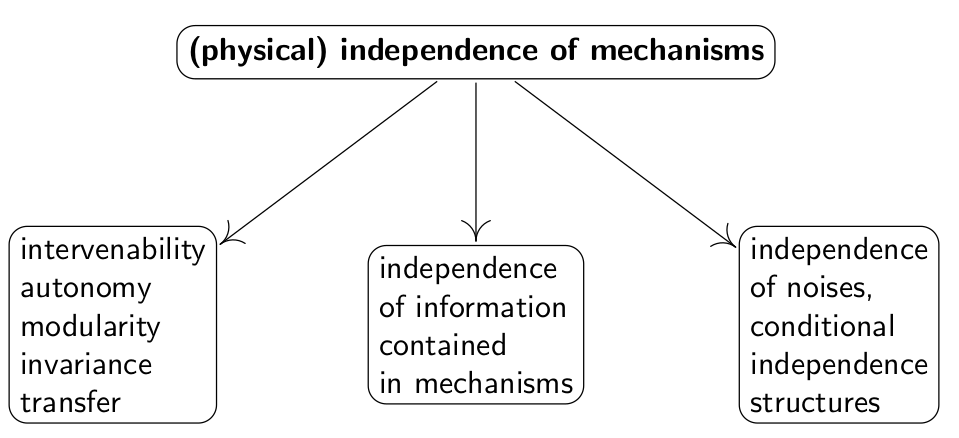 (physical) independence of mechanisms
intervenability
autonomy
modularity
invariance
transfer
independence
of information
contained
in mechanisms
independence
of noises,
conditional
independence
structures